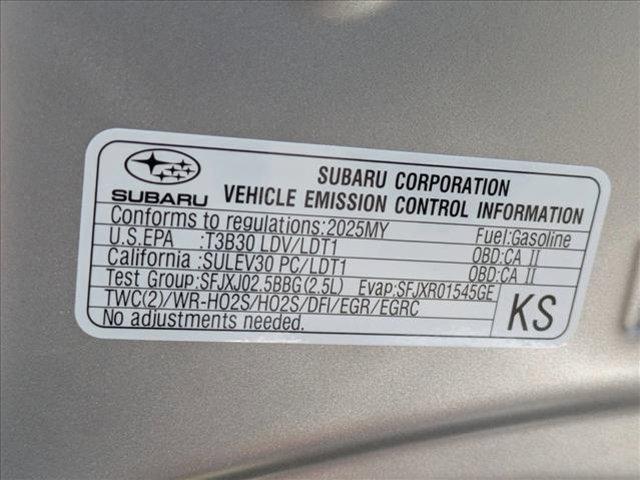 SUBARU
SUBARU CORPORATION
VEHICLE EMISSION CONTROL INFORMATION
Conforms to regulations:2025MY Fuel:Gasoline
U.S.EPA :T3B30 LDV/LDT1 OBD:CA II
California :SULEV30 PC/LDT1 OBD:CA II
Test Group:SFJXJ02.5BBG(2.5L) Evap:SFJXR01545GE
TWC(2)/WR-HO2S/HO2S/DFI/EGR/EGRC
No adjustments needed.
KS